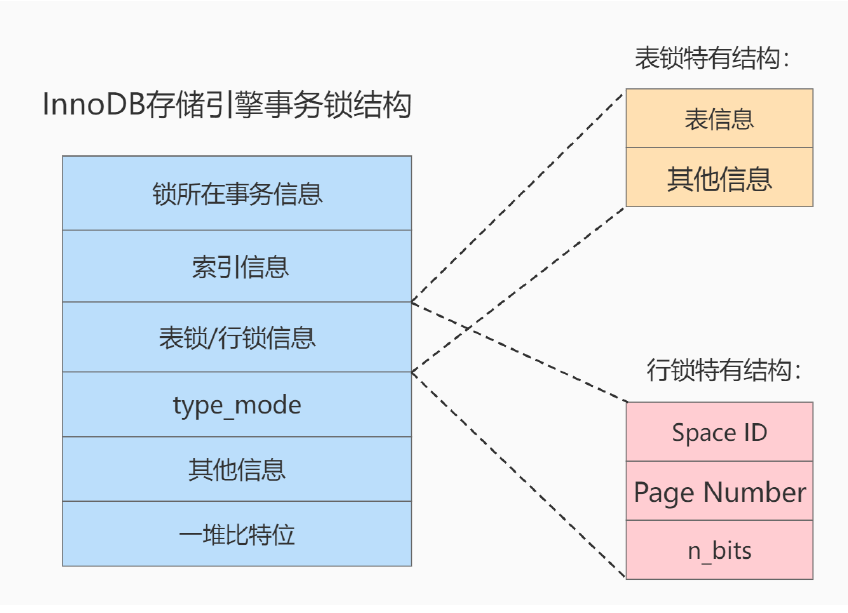 InnoDB存储引擎事务锁结构
锁所在事务信息
索引信息
表锁/行锁信息
type_mode
其他信息
一堆比特位
表锁特有结构：
表信息
其他信息
行锁特有结构：
Space ID
Page Number
n_bits